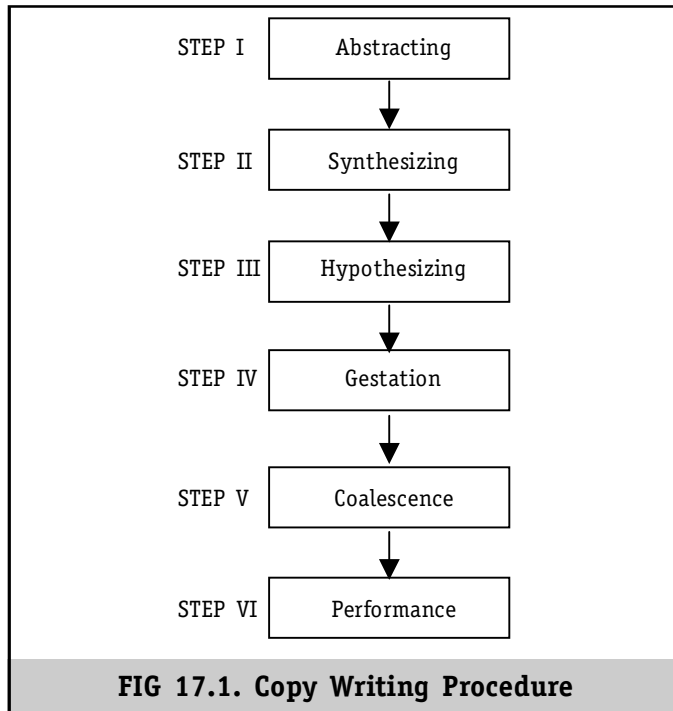 STEP I Abstracting
STEP II Synthesizing
STEP III Hypothesizing
STEP IV Gestation
STEP V Coalescence
STEP VI Performance
FIG 17.1. Copy Writing Procedure